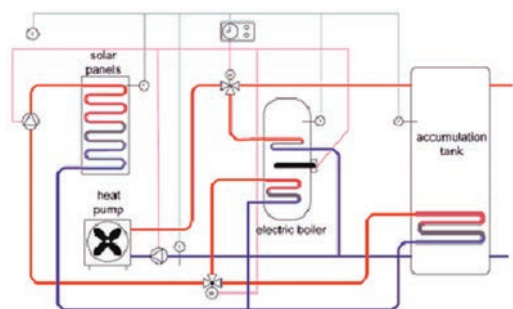 solar
panels
accumulation
tank
heat
pump
electric boiler